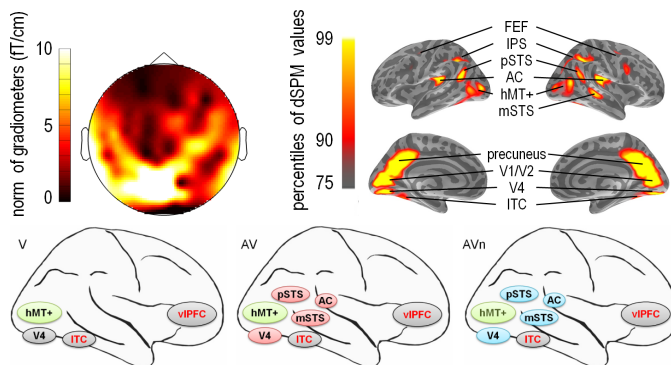 norm of gradiometers (fT/cm)
10
5
0
percentiles of dSPM values
99
90
75
FEF
IPS
pSTS
AC
hMT+
mSTS
precuneus
V1/V2
V4
ITC
V
hMT+
V4
ITC
vlPFC
AV
pSTS
AC
hMT+
mSTS
V4
ITC
vlPFC
AVn
pSTS
AC
hMT+
mSTS
V4
ITC
vlPFC